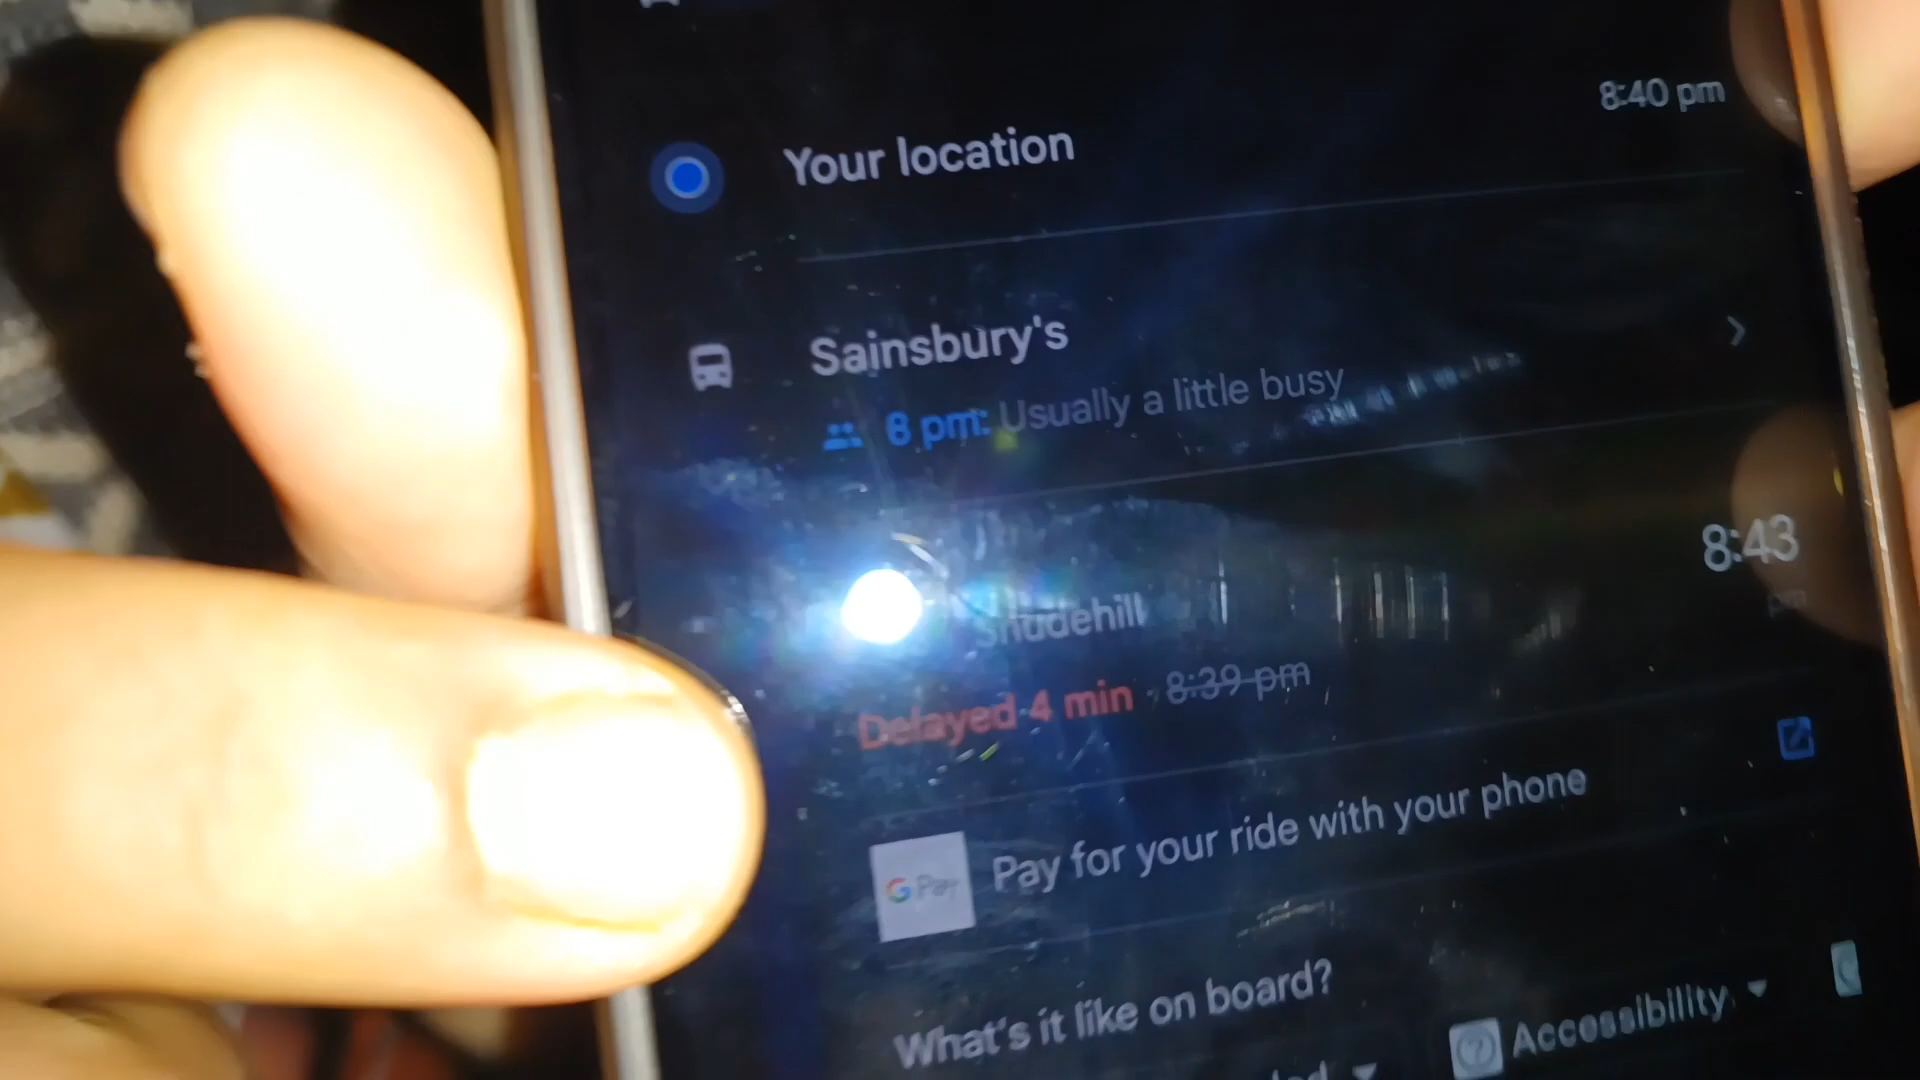 8:40 pm
Your location
Sainsbury's
8 pm: Usually a little busy
8:43
pm
Shudehill
Delayed 4 min · 8:39 pm
G Pay Pay for your ride with your phone
What's it like on board?
Accessibility